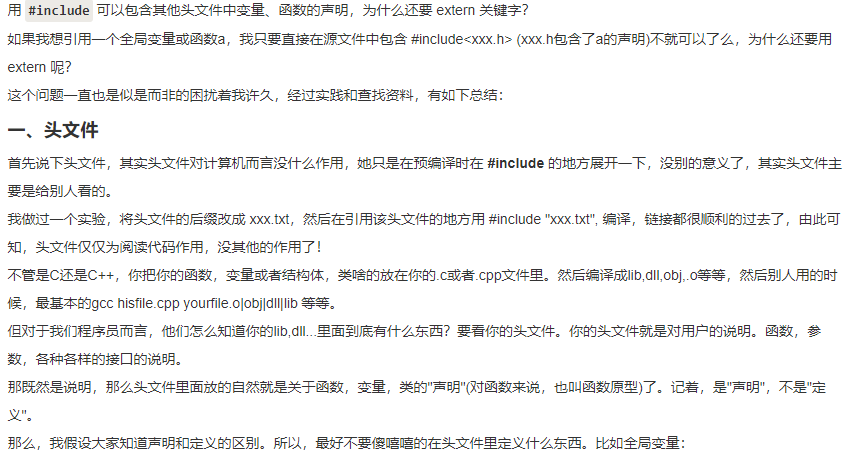 用 #include 可以包含其他头文件中变量、函数的声明，为什么还要 extern 关键字？
如果我想引用一个全局变量或函数a，我只要直接在源文件中包含 #include<xxx.h> (xxx.h包含了a的声明)不就可以了么，为什么还要用
extern 呢？
这个问题一直也是似是而非的困扰着我许久，经过实践和查找资料，有如下总结：
一、头文件
首先说下头文件，其实头文件对计算机而言没什么作用，她只是在预编译时在 #include 的地方展开一下，没别的意义了，其实头文件主
要是给别人看的。
我做过一个实验，将头文件的后缀改成 xxx.txt，然后在引用该头文件的地方用 #include "xxx.txt", 编译，链接都很顺利的过去了，由此可
知，头文件仅仅为阅读代码作用，没其他的作用了！
不管是C还是C++，你把你的函数，变量或者结构体，类啥的放在你的.c或者.cpp文件里。然后编译成lib,dll,obj,.o等等，然后别人用的时
候，最基本的gcc hisfile.cpp yourfile.o|obj|dll|lib 等等。
但对于我们程序员而言，他们怎么知道你的lib,dll...里面到底有什么东西？要看你的头文件。你的头文件就是对用户的说明。函数，参
数，各种各样的接口的说明。
那既然是说明，那么头文件里面放的自然就是关于函数，变量，类的"声明"(对函数来说，也叫函数原型)了。记着，是"声明"，不是"定
义"。
那么，我假设大家知道声明和定义的区别。所以，最好不要傻嘻嘻的在头文件里定义什么东西。比如全局变量：